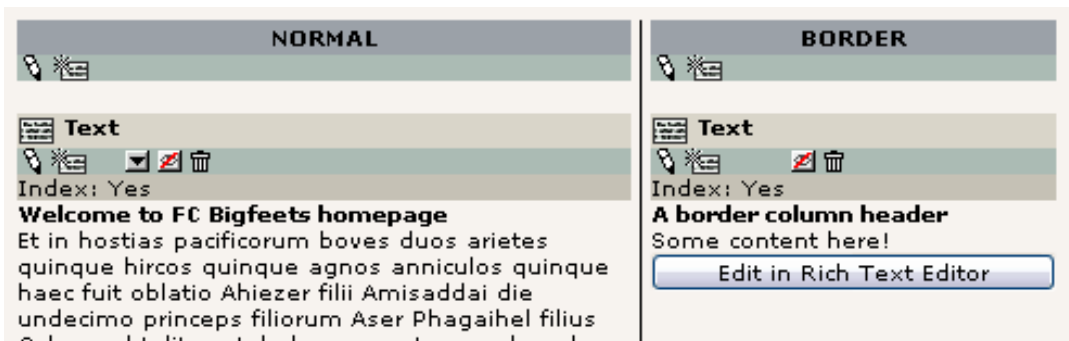 NORMAL
Text
Index: Yes
Welcome to FC Bigfeets homepage
Et in hostias pacificorum boves duos arietes
quinque hircos quinque agnos anniculos quinque
haec fuit oblatio Ahiezer filii Amisaddai die
undecimo princeps filiorum Aser Phagaihel filius
BORDER
Text
Index: Yes
A border column header
Some content here!
Edit in Rich Text Editor